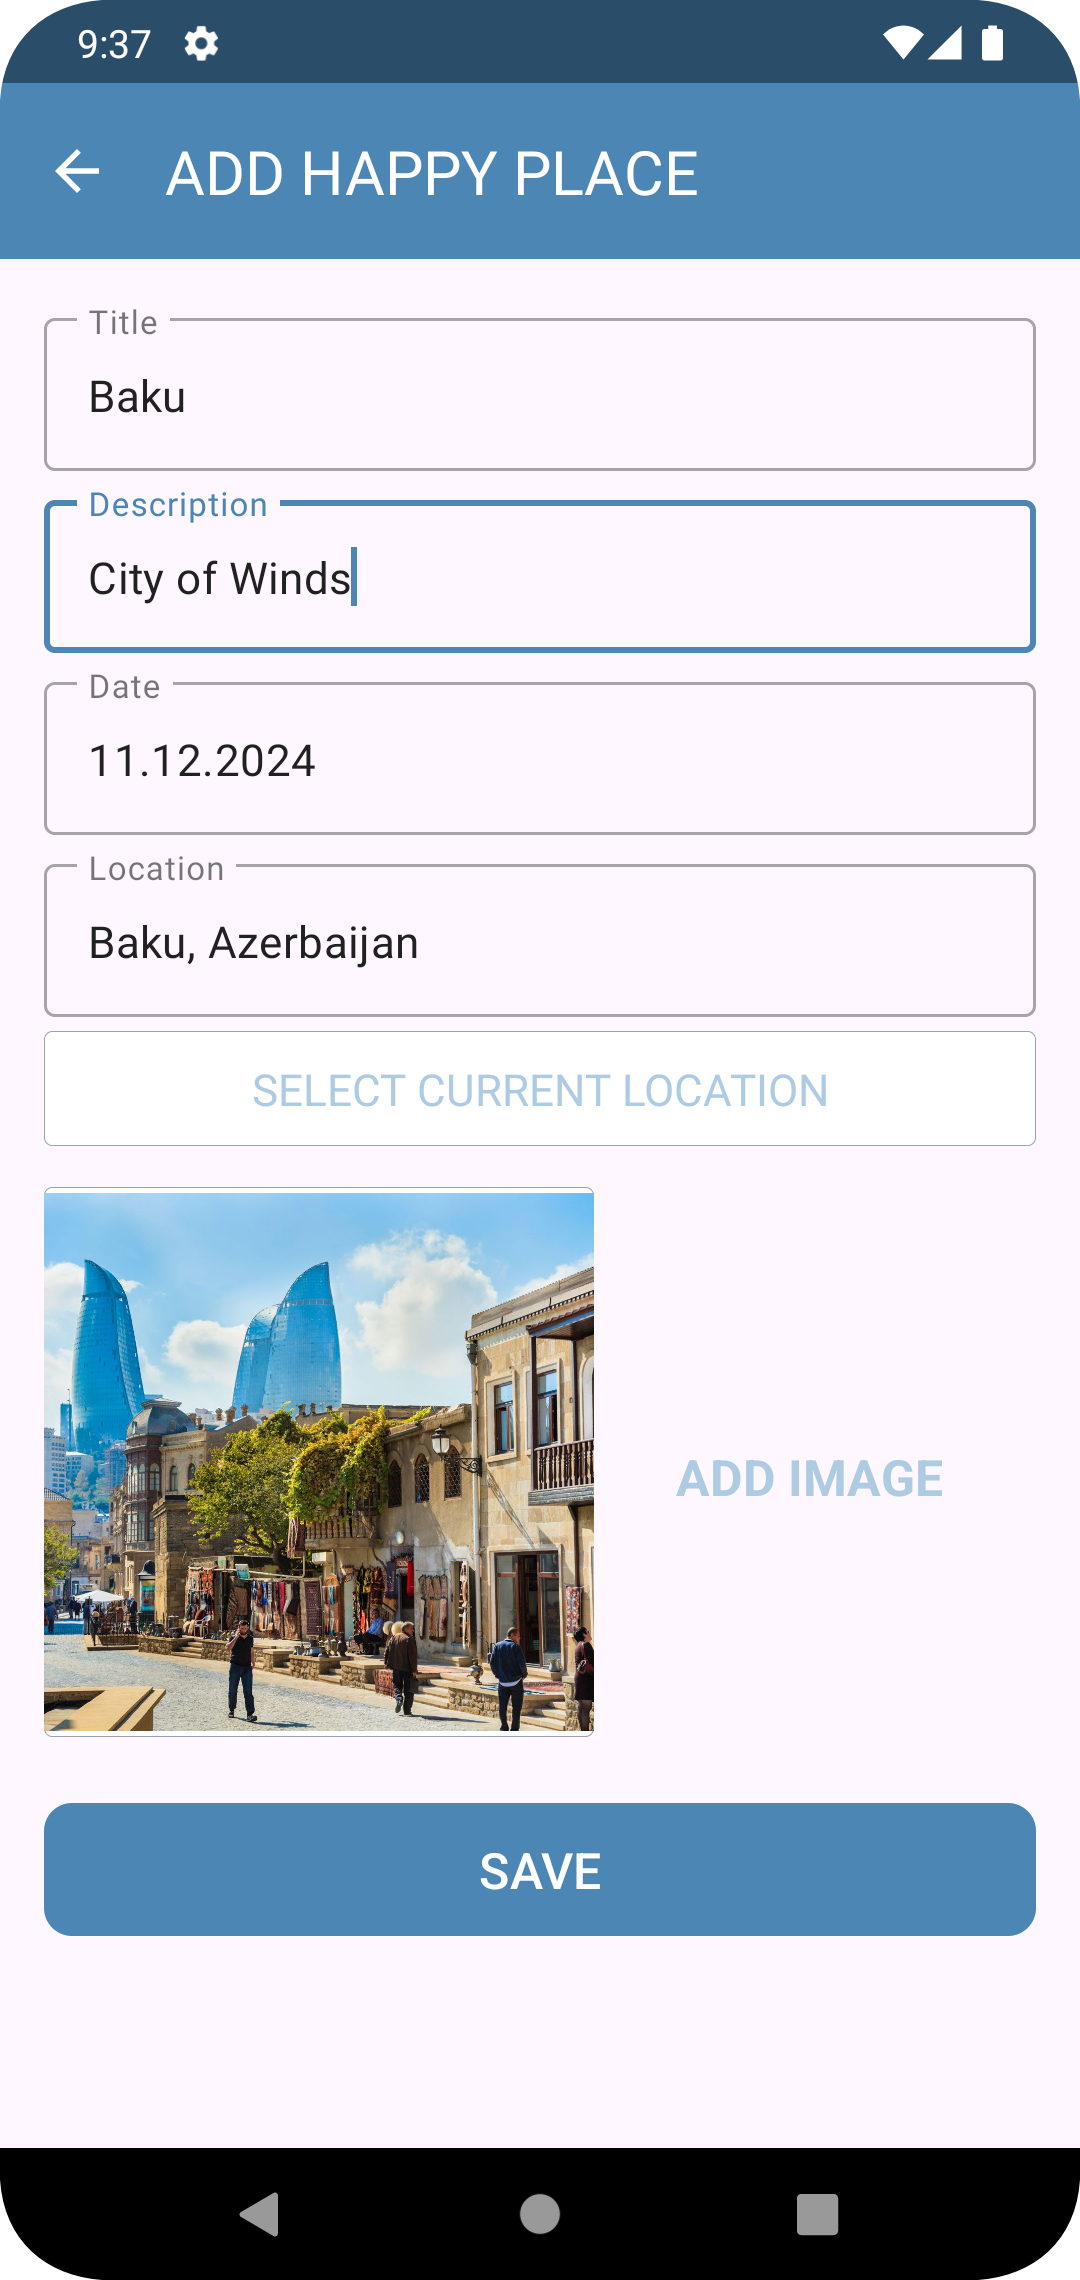 9:37
ADD HAPPY PLACE
Title
Baku
Description
City of Winds
Date
11.12.2024
Location
Baku, Azerbaijan
SELECT CURRENT LOCATION
ADD IMAGE
SAVE